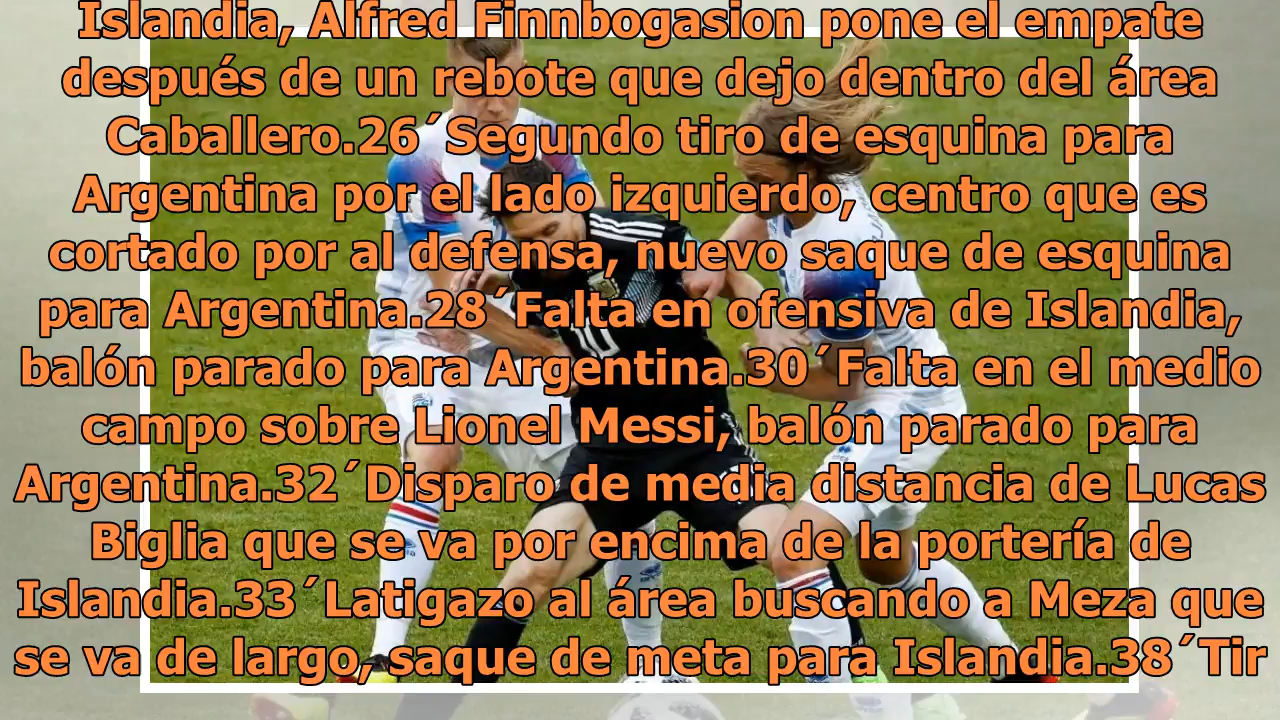 Islandia, Alfred Finnbogasion pone el empate
después de un rebote que dejo dentro del área
Caballero.26´Segundo tiro de esquina para
Argentina por el lado izquierdo, centro que es
cortado por al defensa, nuevo saque de esquina
para Argentina.28´Falta en ofensiva de Islandia,
balón parado para Argentina.30´Falta en el medio
campo sobre Lionel Messi, balón parado para
Argentina.32´Disparo de media distancia de Lucas
Biglia que se va por encima de la portería de
Islandia.33´Latigazo al área buscando a Meza que
se va de largo, saque de meta para Islandia.38´Tir
10